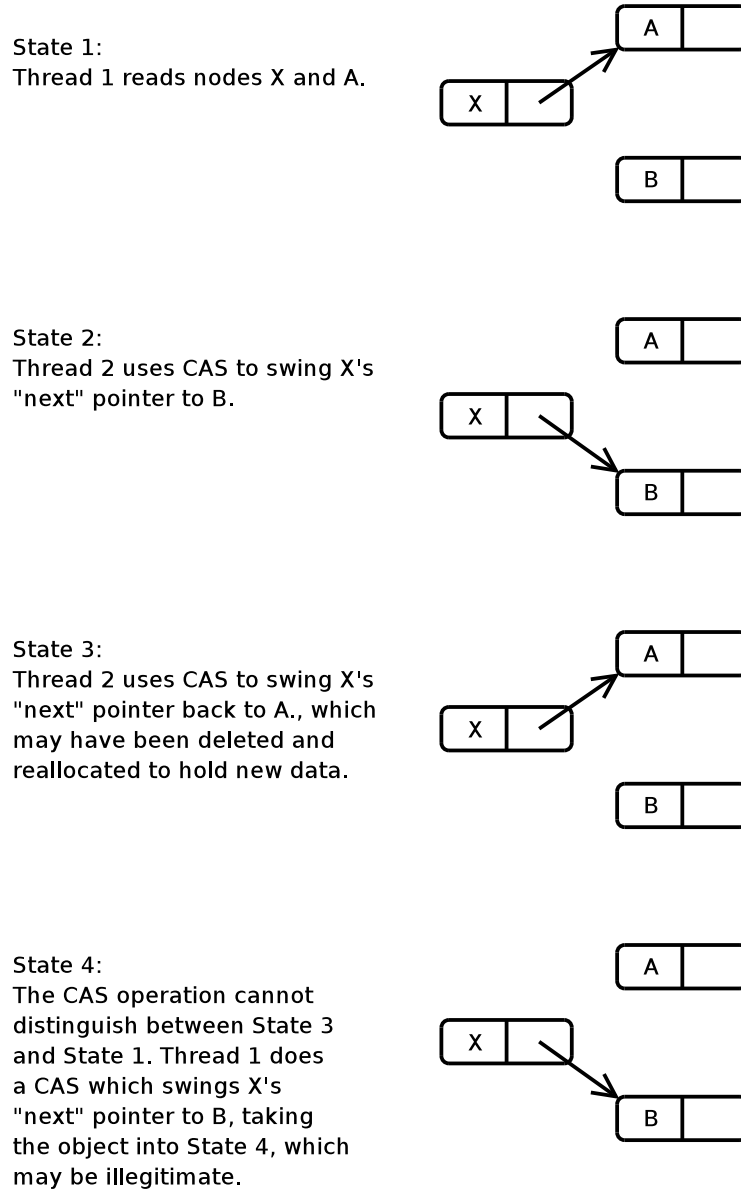 State 1:
Thread 1 reads nodes X and A.
A
X
B
State 2:
Thread 2 uses CAS to swing X's
"next" pointer to B.
A
X
B
State 3:
Thread 2 uses CAS to swing X's
"next" pointer back to A., which
may have been deleted and
reallocated to hold new data.
A
X
B
State 4:
The CAS operation cannot
distinguish between State 3
and State 1. Thread 1 does
a CAS which swings X's
"next" pointer to B, taking
the object into State 4, which
may be illegitimate.
A
X
B